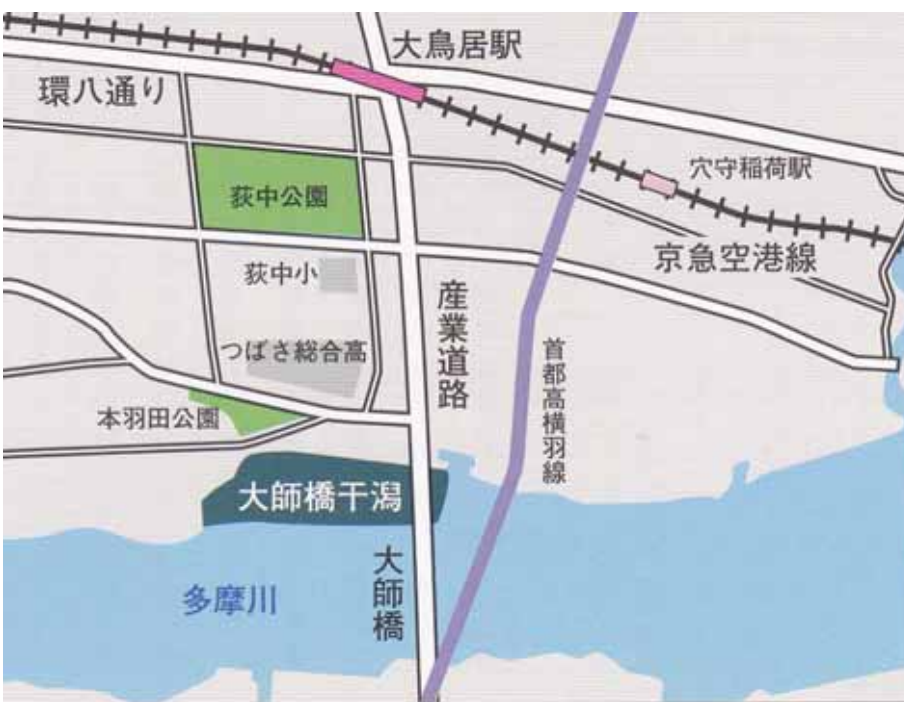 大鳥居駅
環八通り
穴守稲荷駅
荻中公園
京急空港線
荻中小
産業道路
つばさ総合高
首都高横羽線
本羽田公園
大師橋干潟
大師橋
多摩川